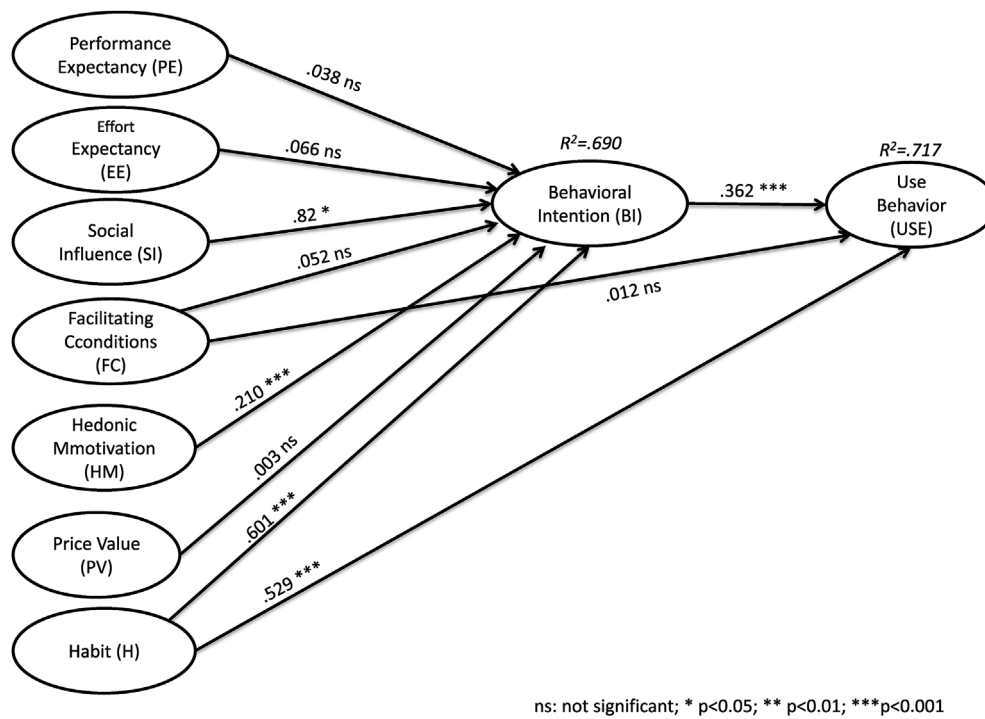 Performance
Expectancy (PE)
.038 ns
Effort
Expectancy
(EE)
.066 ns
R²=.690
R²=.717
Behavioral
Intention (BI)
.362 ***
Use
Behavior
(USE)
Social
Influence (SI)
.82 *
.052 ns
.012 ns
Facilitating
Cconditions
(FC)
.210 ***
Hedonic
Mmotivation
(HM)
.003 ns
.601 ***
Price Value
(PV)
.529 ***
Habit (H)
ns: not significant; * p<0.05; ** p<0.01; ***p<0.001